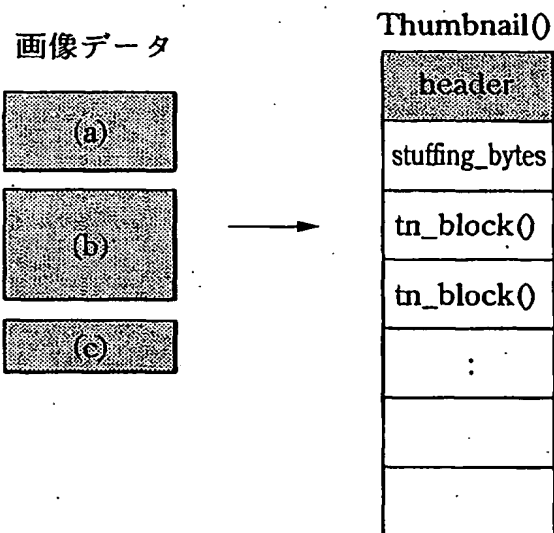 画像データ
(a)
(b)
(c)
Thumbnail()
header
stuffing_bytes
tn_block()
tn_block()
: